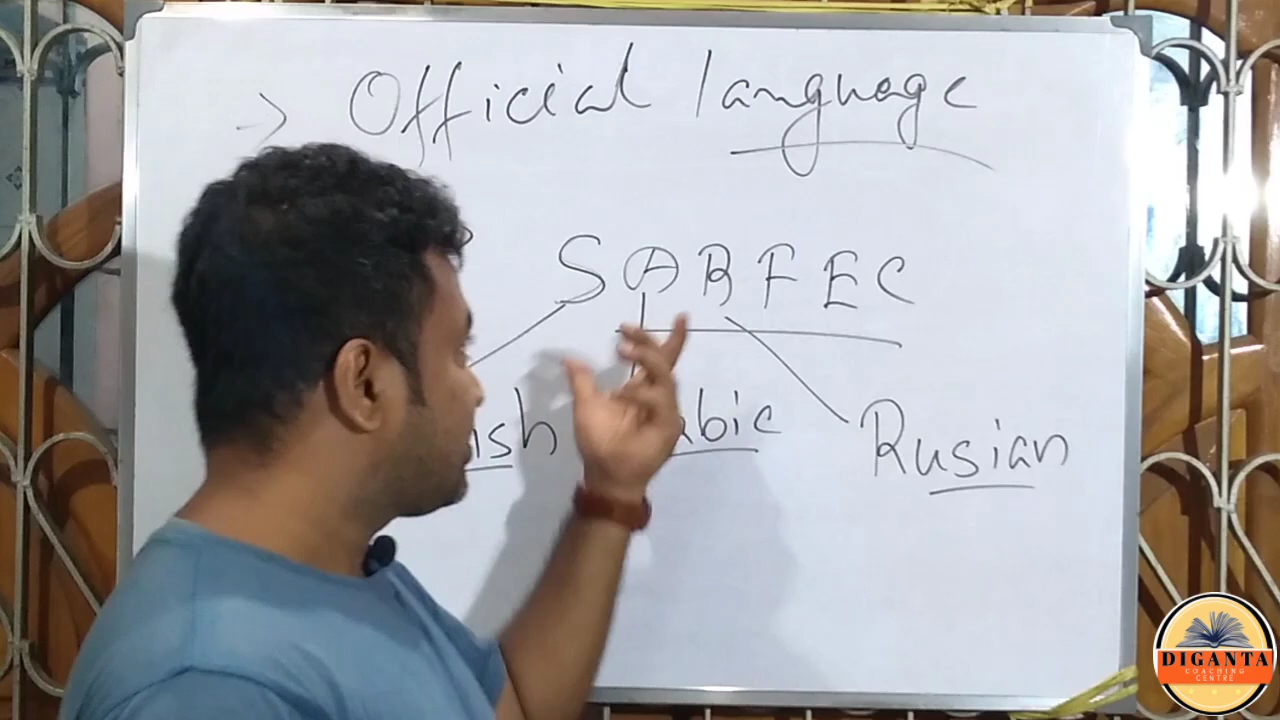 -> Official language
SARFEC
Rusian
DIGANTA
COACHING
CENTRE